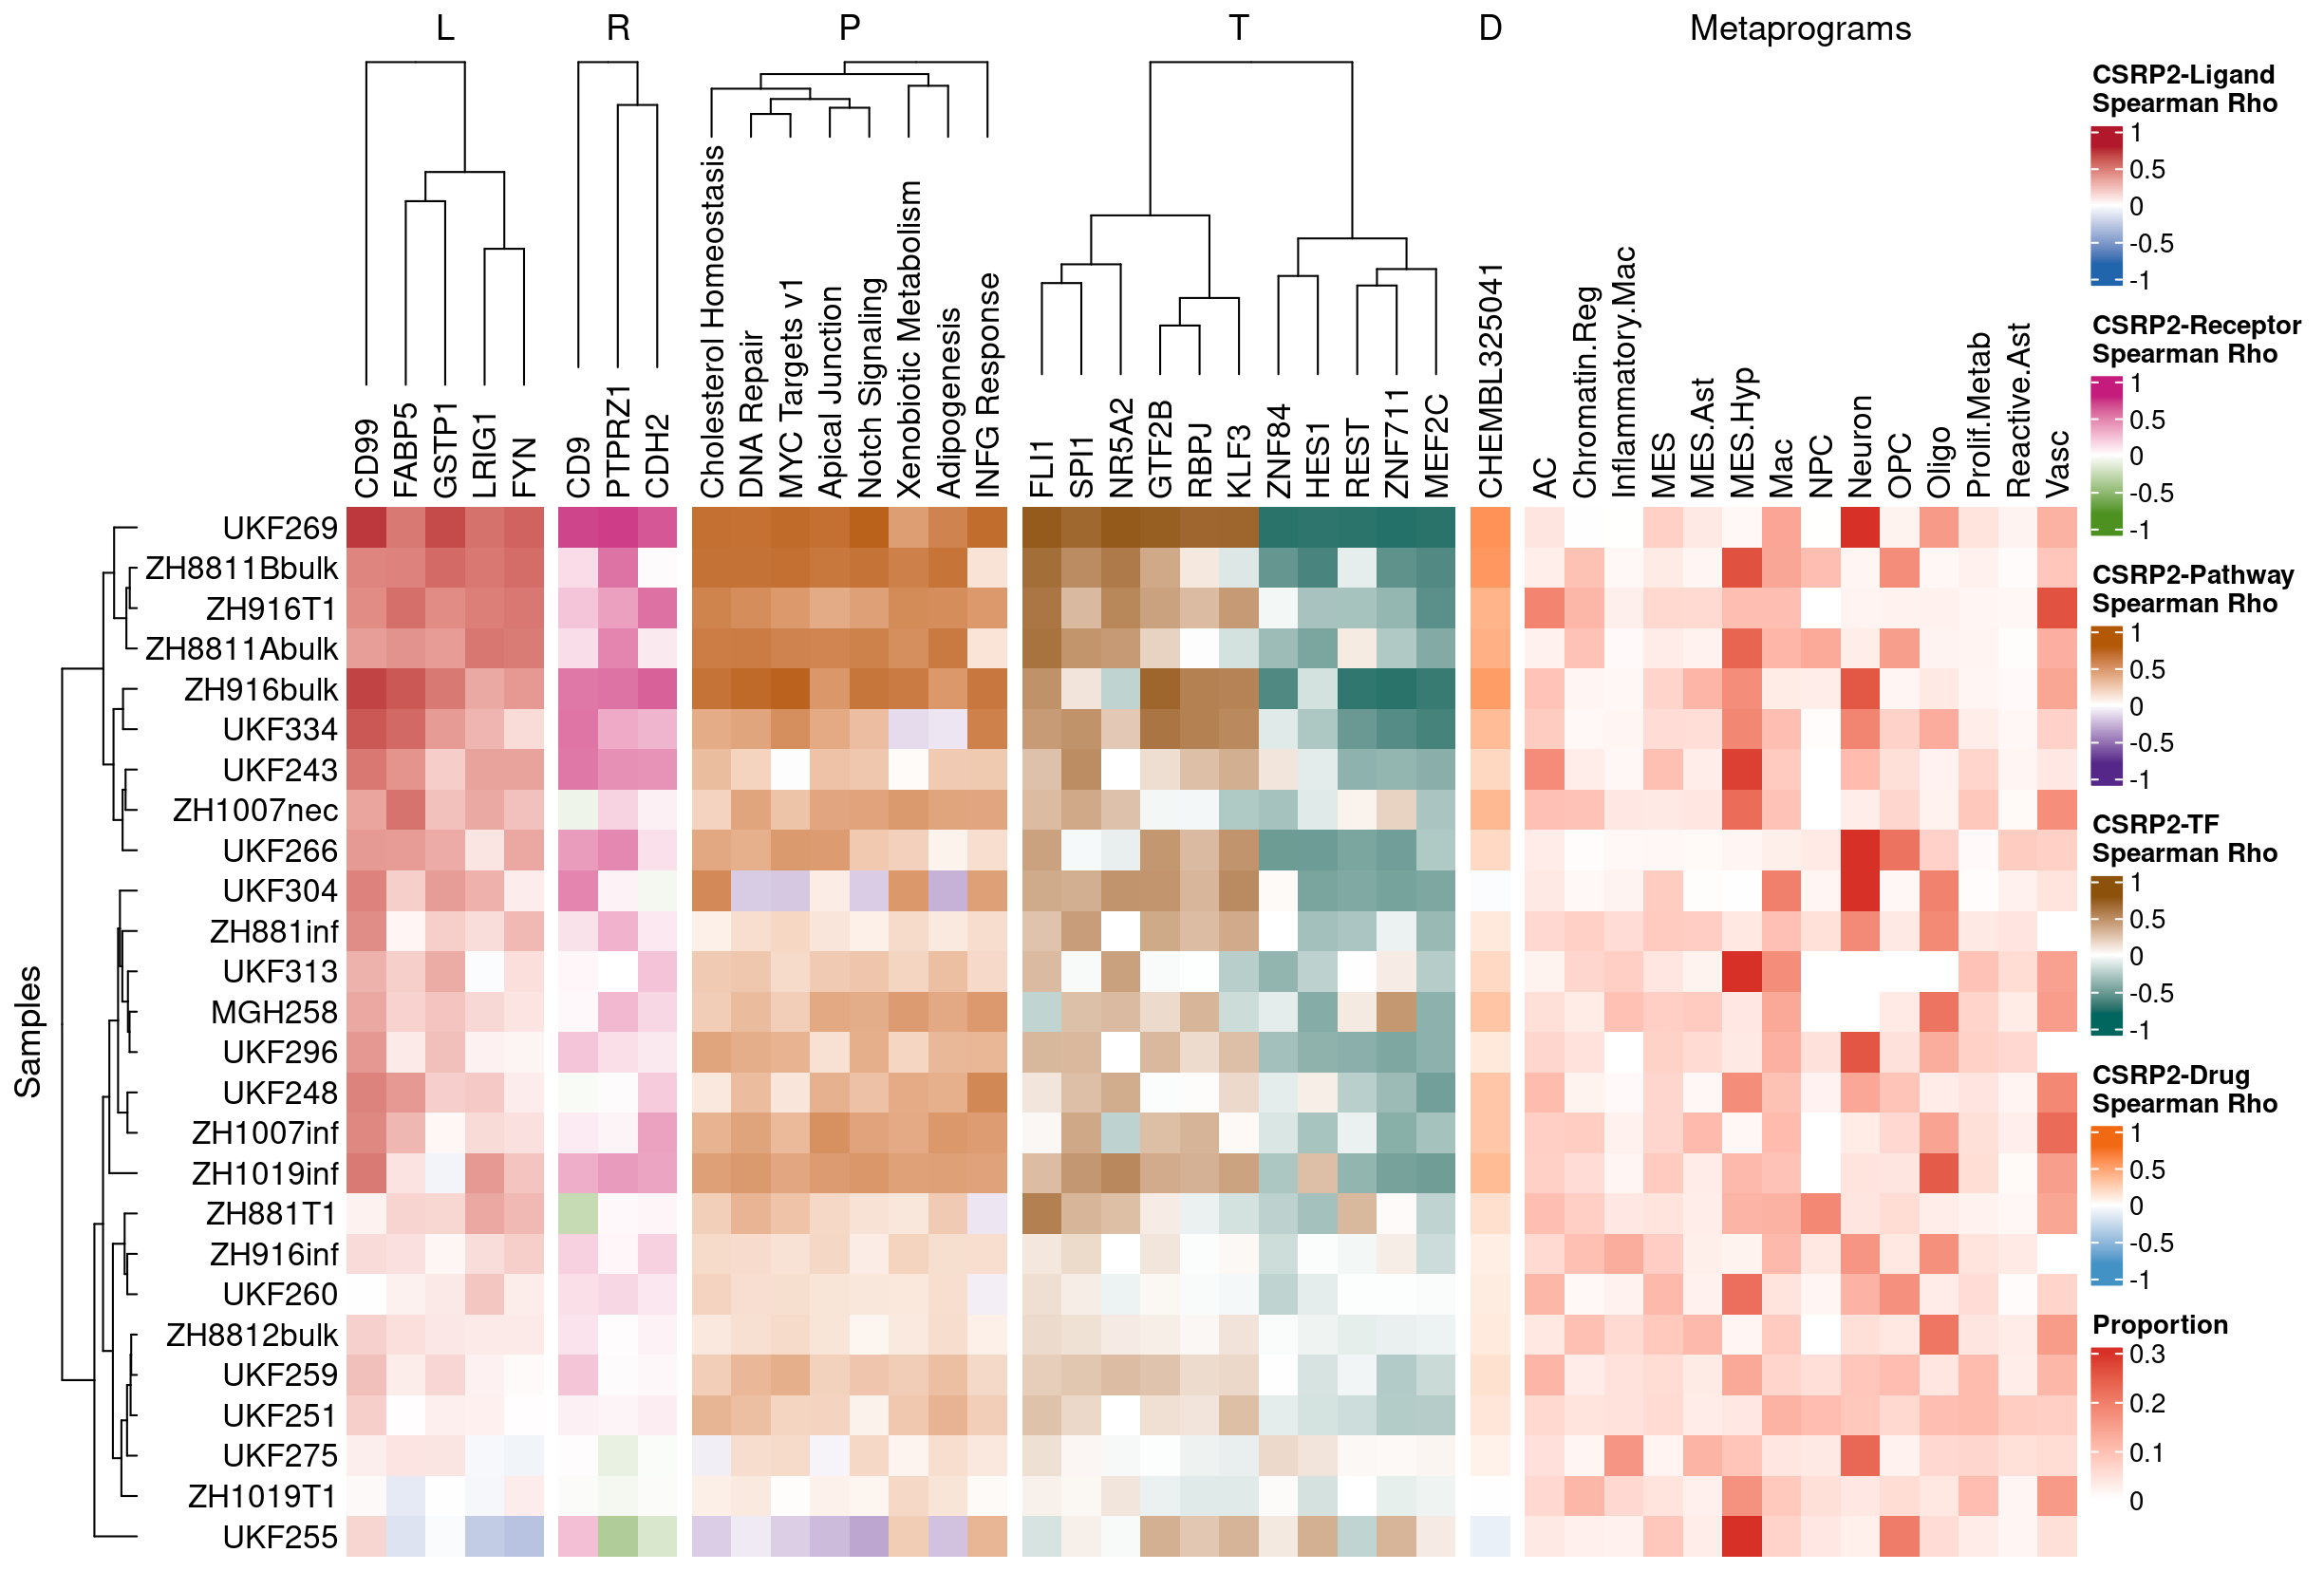 L R P T D Metaprograms
Cholesterol Homeostasis
DNA Repair
MYC Targets v1
Apical Junction
Notch Signaling
Xenobiotic Metabolism
Adipogenesis
INFG Response
CD99
FABP5
GSTP1
LRIG1
FYN
CD9
PTPRZ1
CDH2
FLI1
SPI1
NR5A2
GTF2B
RBPJ
KLF3
ZNF84
HES1
REST
ZNF711
MEF2C
CHEMBL325041
AC
Chromatin.Reg
Inflammatory.Mac
MES
MES.Ast
MES.Hyp
Mac
NPC
Neuron
OPC
Oligo
Prolif.Metab
Reactive.Ast
Vasc
Samples
UKF269
ZH8811Bbulk
ZH916T1
ZH8811Abulk
ZH916bulk
UKF334
UKF243
ZH1007nec
UKF266
UKF304
ZH881inf
UKF313
MGH258
UKF296
UKF248
ZH1007inf
ZH1019inf
ZH881T1
ZH916inf
UKF260
ZH8812bulk
UKF259
UKF251
UKF275
ZH1019T1
UKF255
CSRP2-Ligand
Spearman Rho
1
0.5
0
-0.5
-1
CSRP2-Receptor
Spearman Rho
1
0.5
0
-0.5
-1
CSRP2-Pathway
Spearman Rho
1
0.5
0
-0.5
-1
CSRP2-TF
Spearman Rho
1
0.5
0
-0.5
-1
CSRP2-Drug
Spearman Rho
1
0.5
0
-0.5
-1
Proportion
0.3
0.2
0.1
0